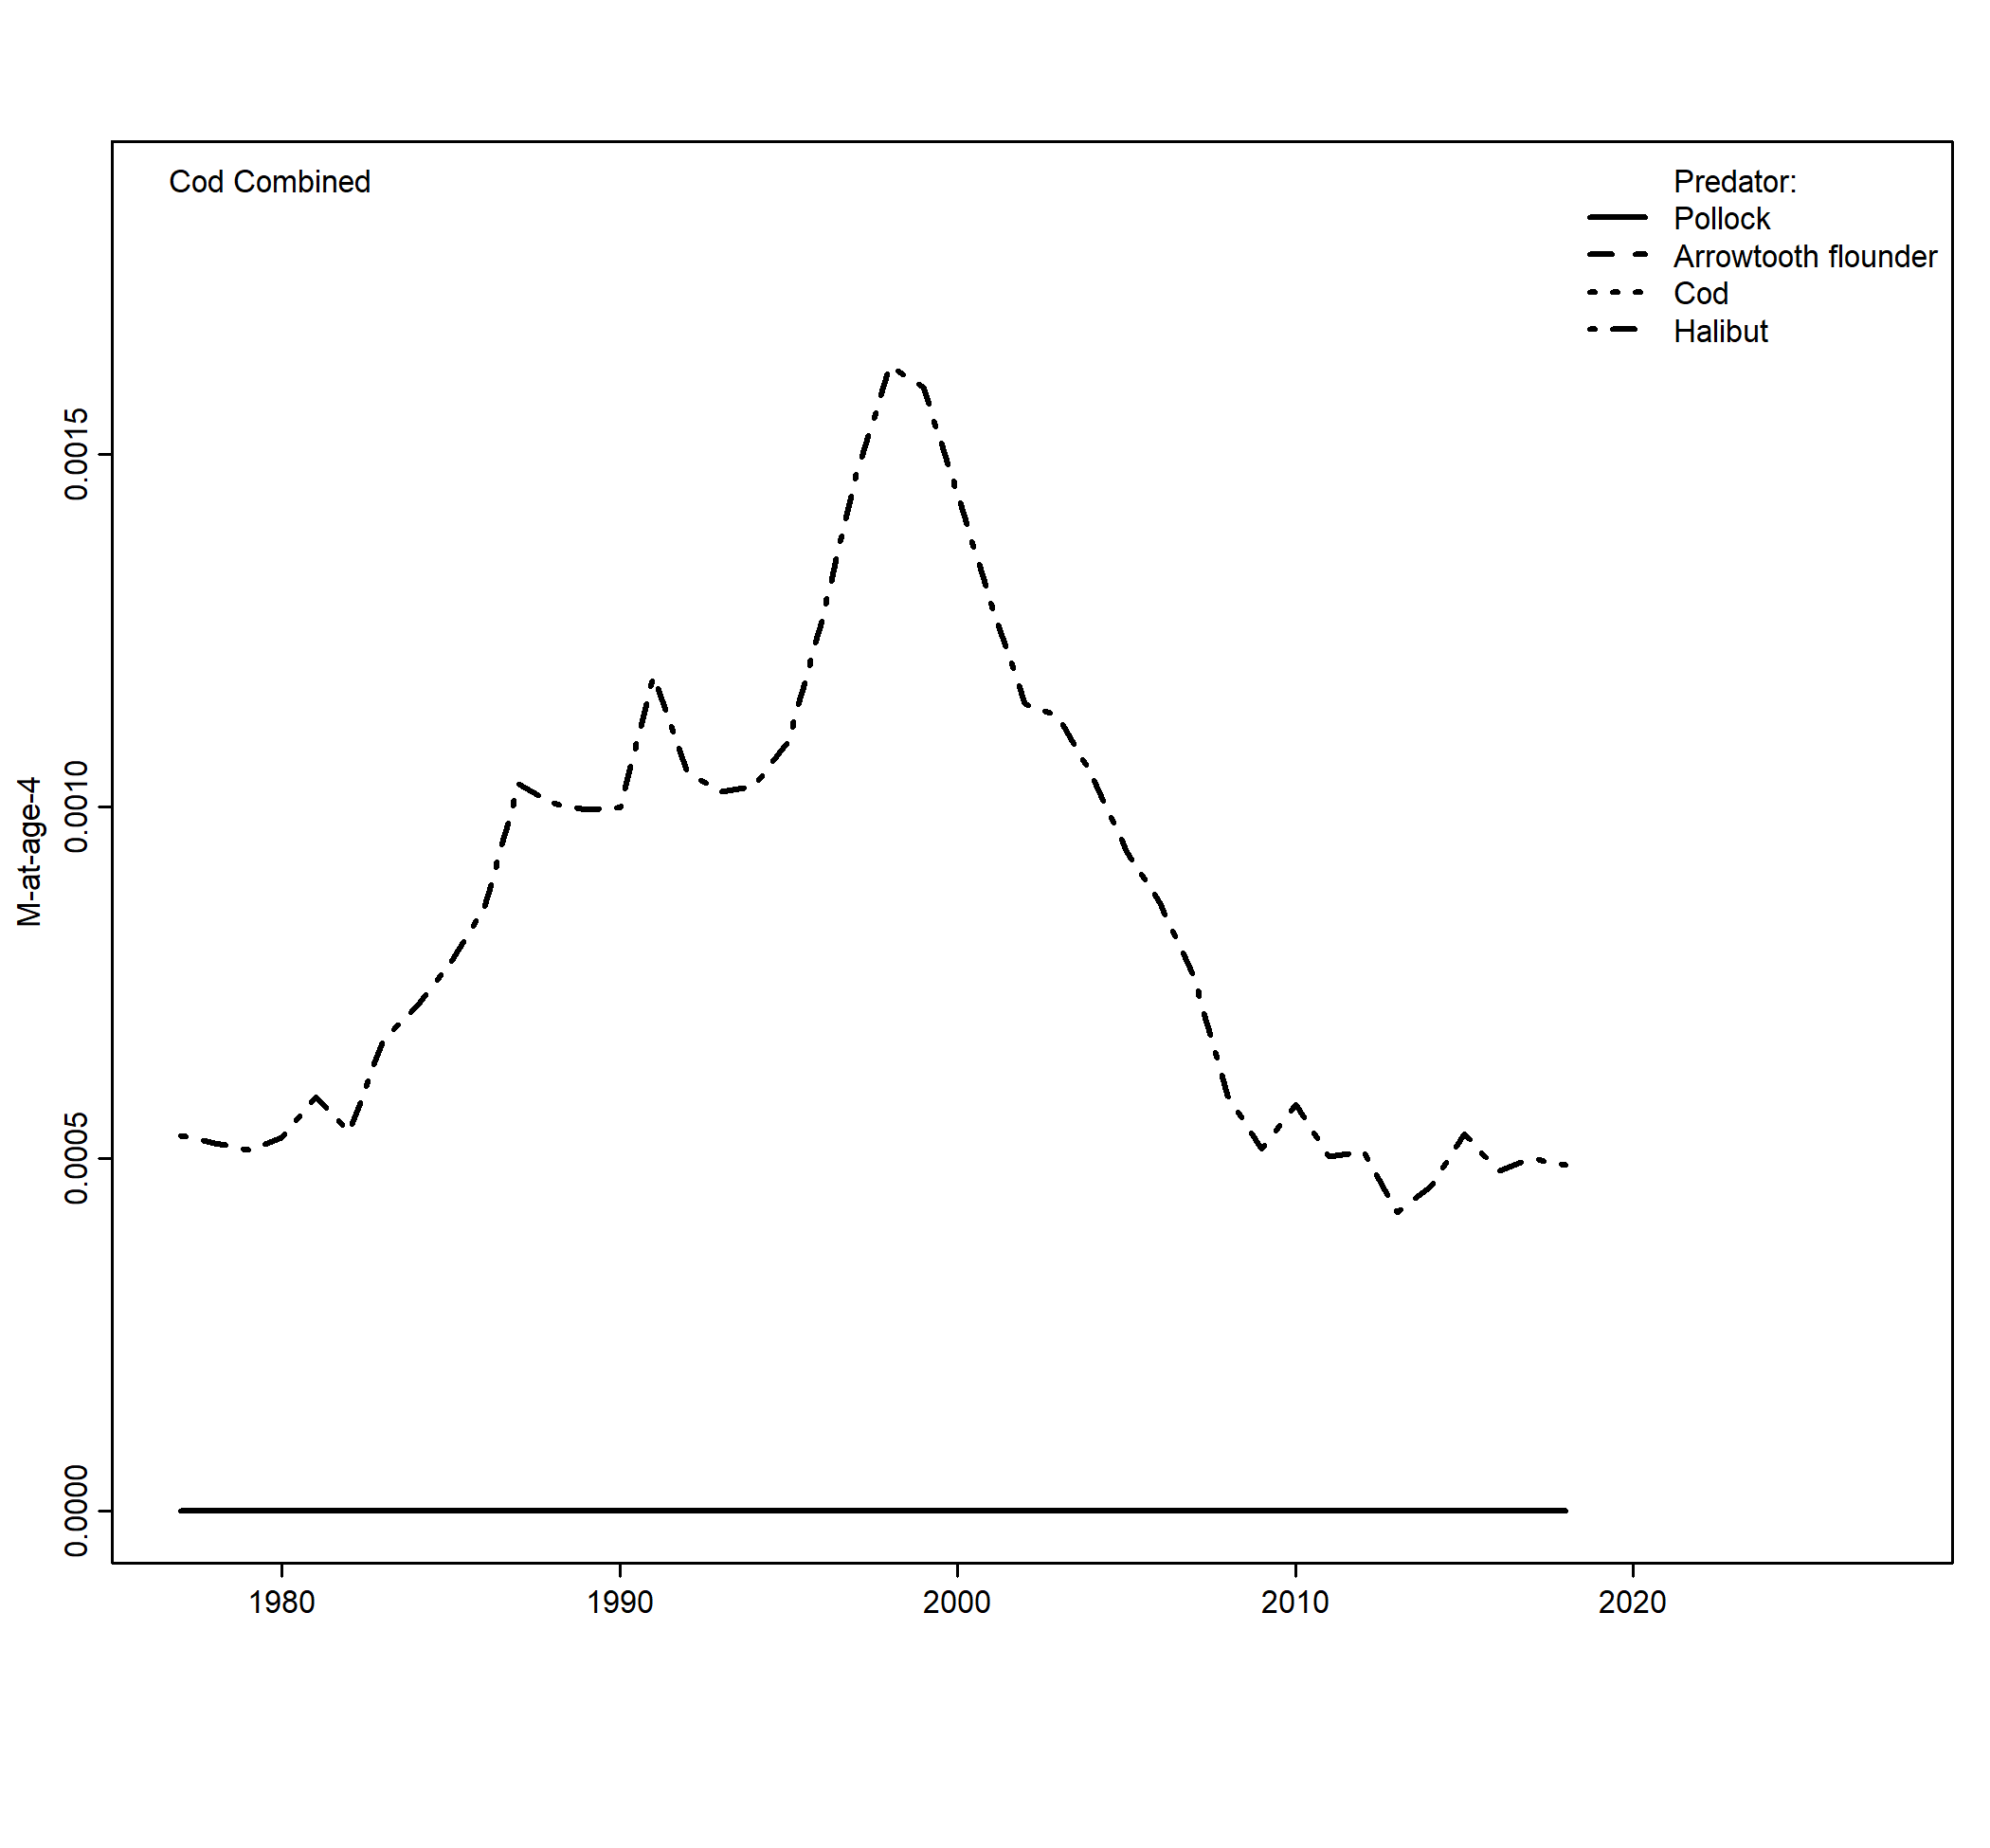 Cod Combined
Predator:
Pollock
Arrowtooth flounder
Cod
Halibut
M-at-age-4
0.0015
0.0010
0.0005
0.0000
1980 1990 2000 2010 2020